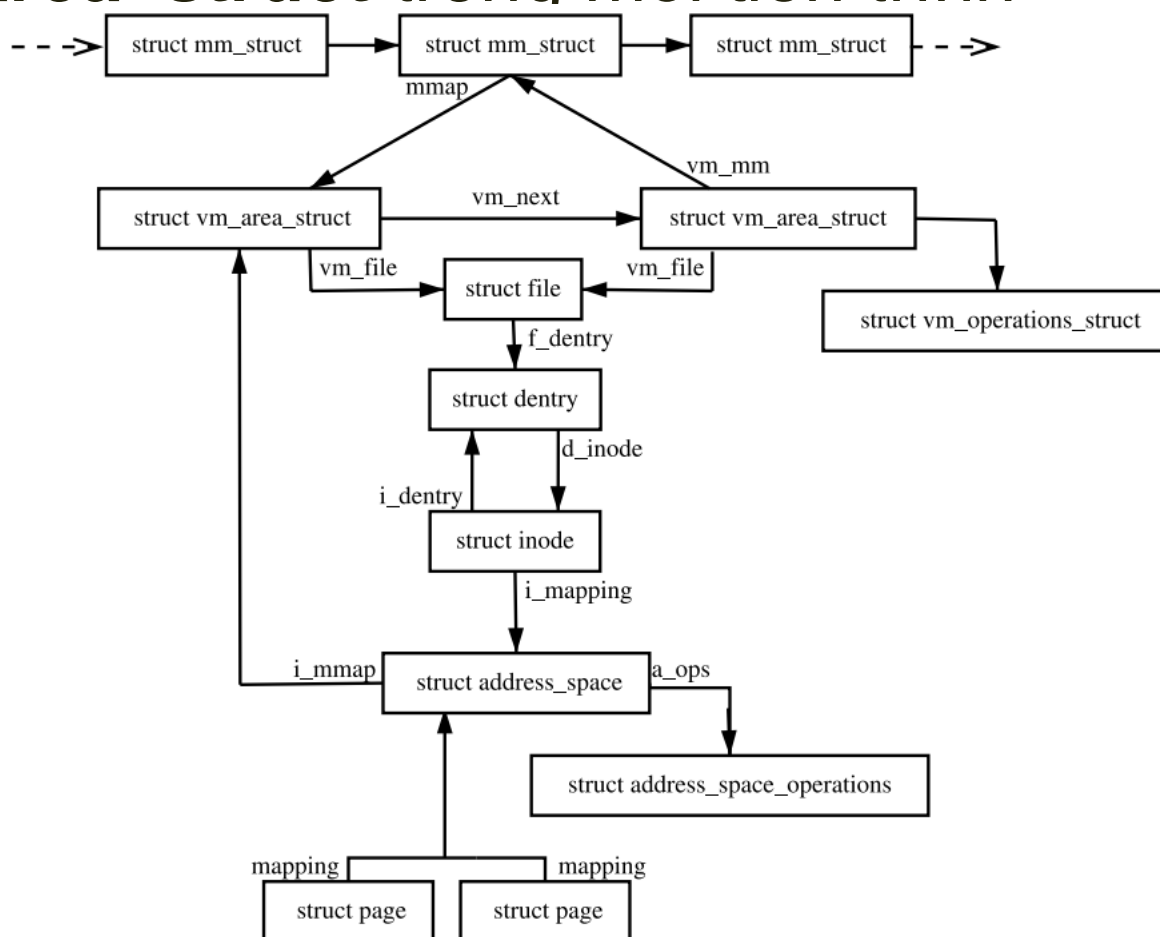 struct mm_struct
struct mm_struct
struct mm_struct
mmap
vm_mm
struct vm_area_struct
vm_next
struct vm_area_struct
vm_file
struct file
vm_file
struct vm_operations_struct
f_dentry
struct dentry
d_inode
i_dentry
struct inode
i_mapping
i_mmap
struct address_space
a_ops
struct address_space_operations
mapping
mapping
struct page
struct page